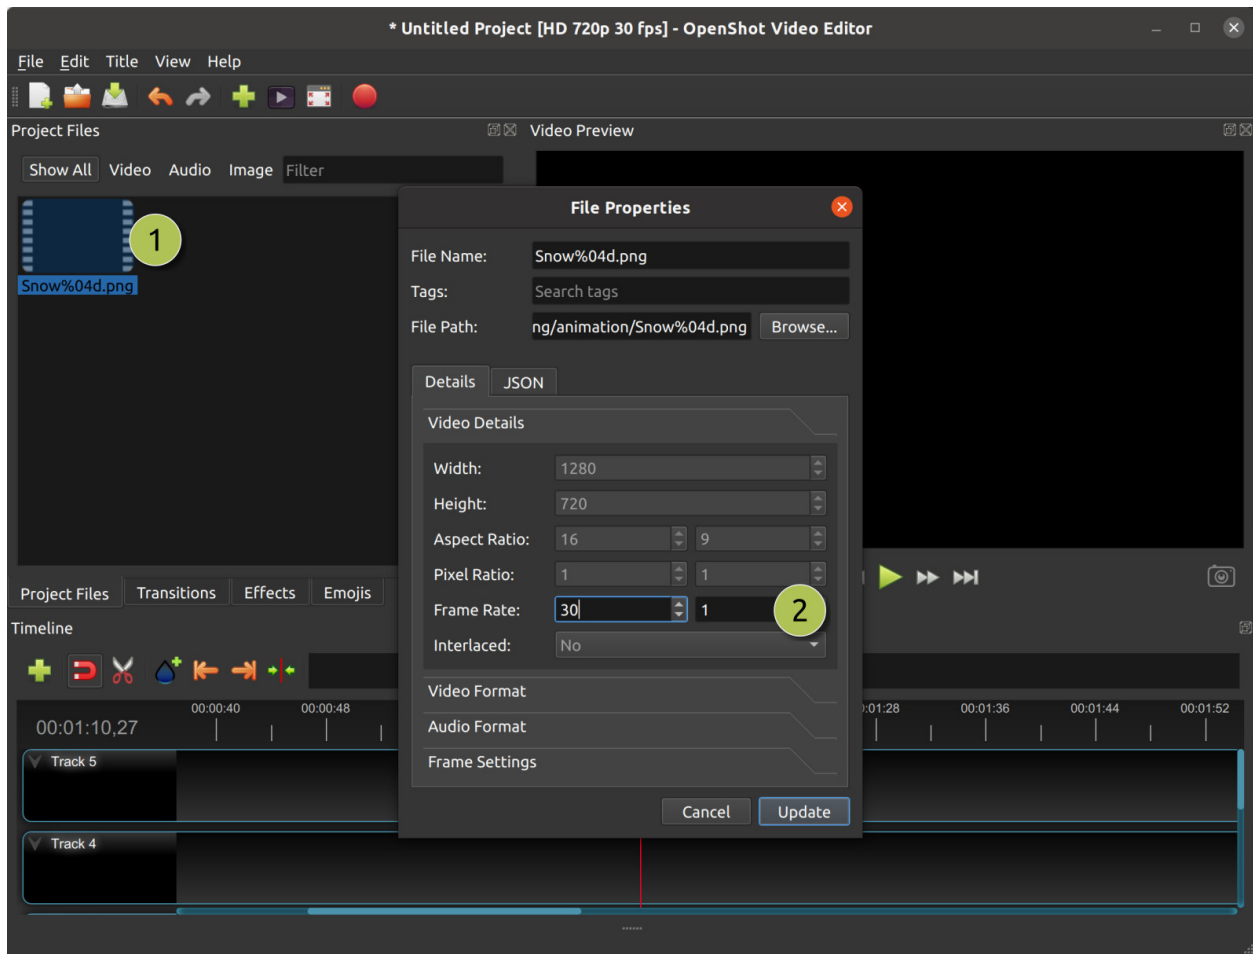 * Untitled Project [HD 720p 30 fps] - OpenShot Video Editor
File Edit Title View Help
Project Files
Video Preview
Show All Video Audio Image Filter
1
Snow%04d.png
File Properties
File Name: Snow%04d.png
Tags: Search tags
File Path: ng/animation/Snow%04d.png Browse...
Details JSON
Video Details
Width: 1280
Height: 720
Aspect Ratio: 16 9
Pixel Ratio: 1 1
Frame Rate: 30 1
2
Interlaced: No
Video Format
Audio Format
Frame Settings
Cancel Update
Project Files Transitions Effects Emojis
Timeline
00:01:10,27
00:00:40 00:00:48 :01:28 00:01:36 00:01:44 00:01:52
Track 5
Track 4